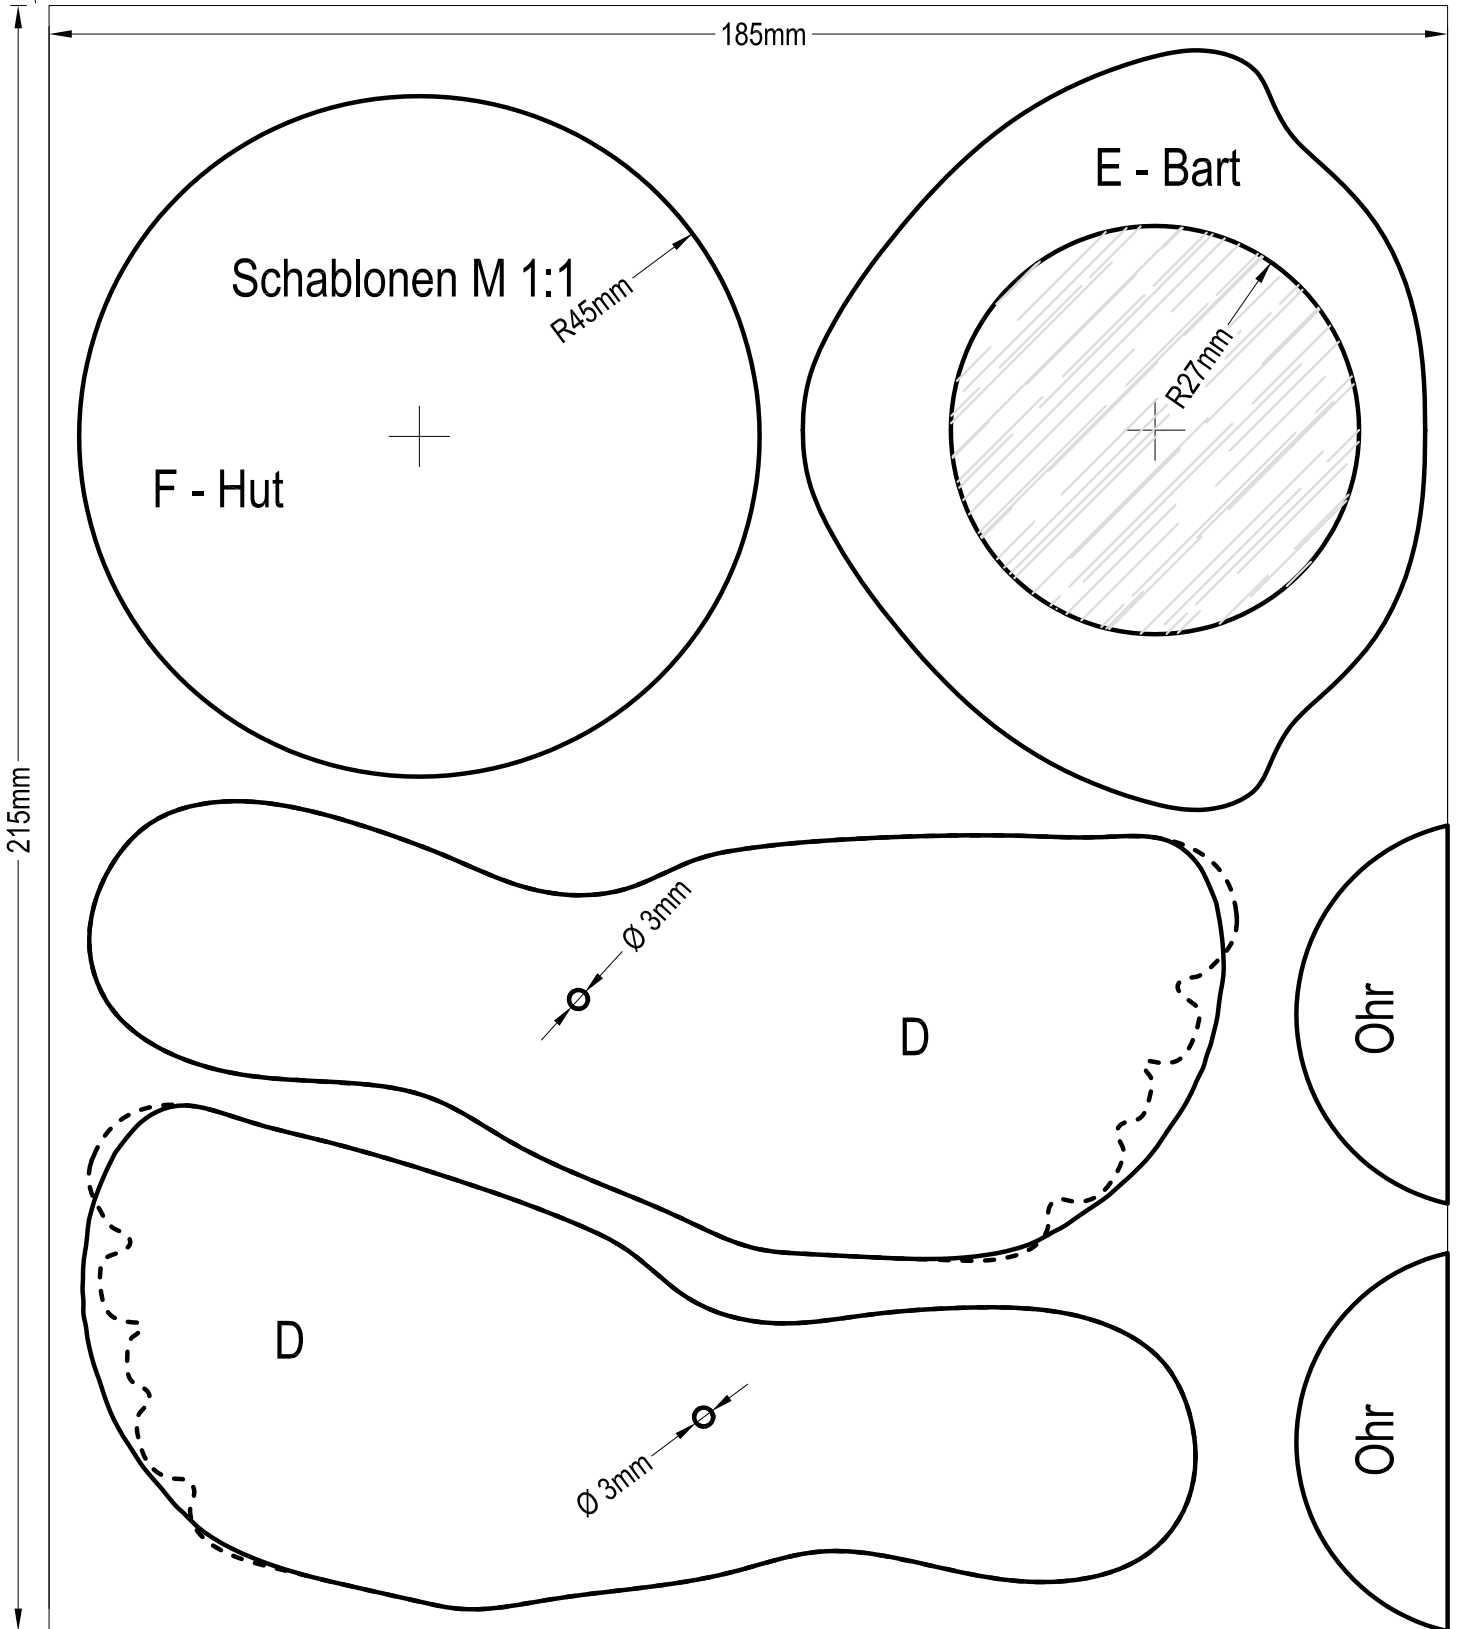 185mm
E - Bart
Schablonen M 1:1
R45mm
R27mm
F - Hut
215mm
Ø 3mm
D
Ohr
D
Ø 3mm
Ohr